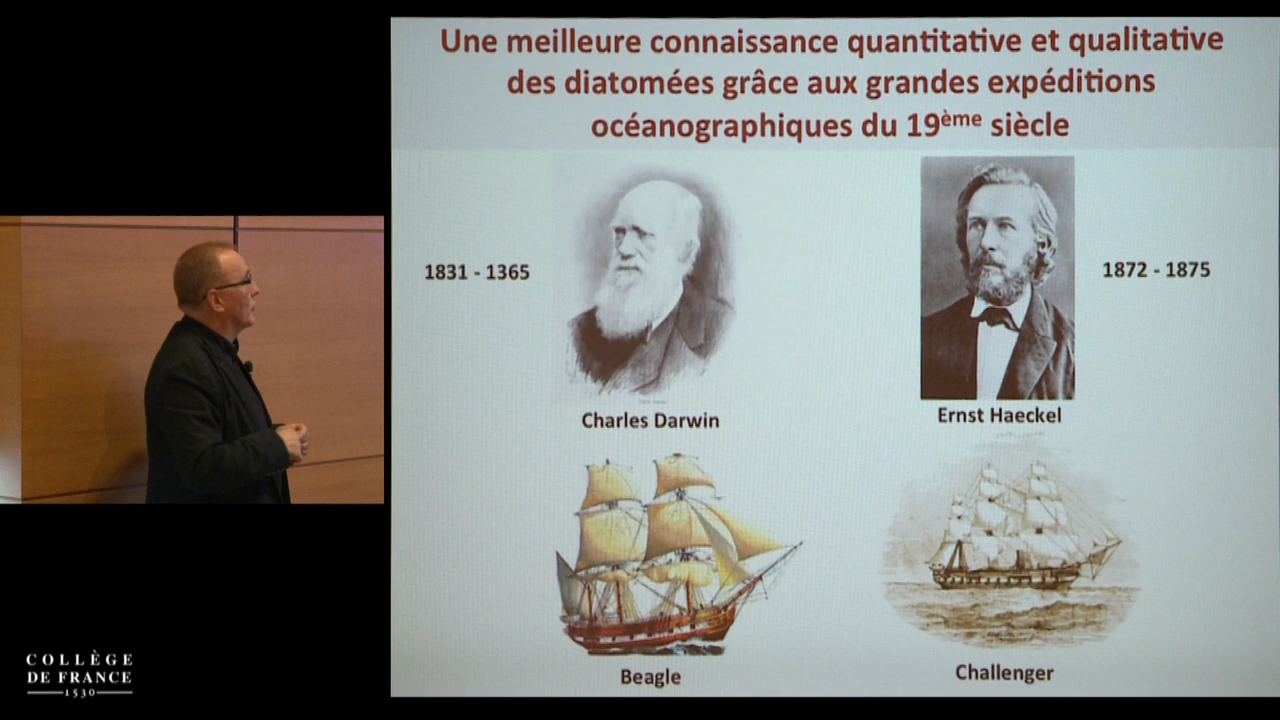 Une meilleure connaissance quantitative et qualitative
des diatomées grâce aux grandes expéditions
océanographiques du 19ème siècle
1831 - 1365
1872 - 1875
Charles Darwin
Ernst Haeckel
Beagle
Challenger
COLLÈGE
DE FRANCE
1530